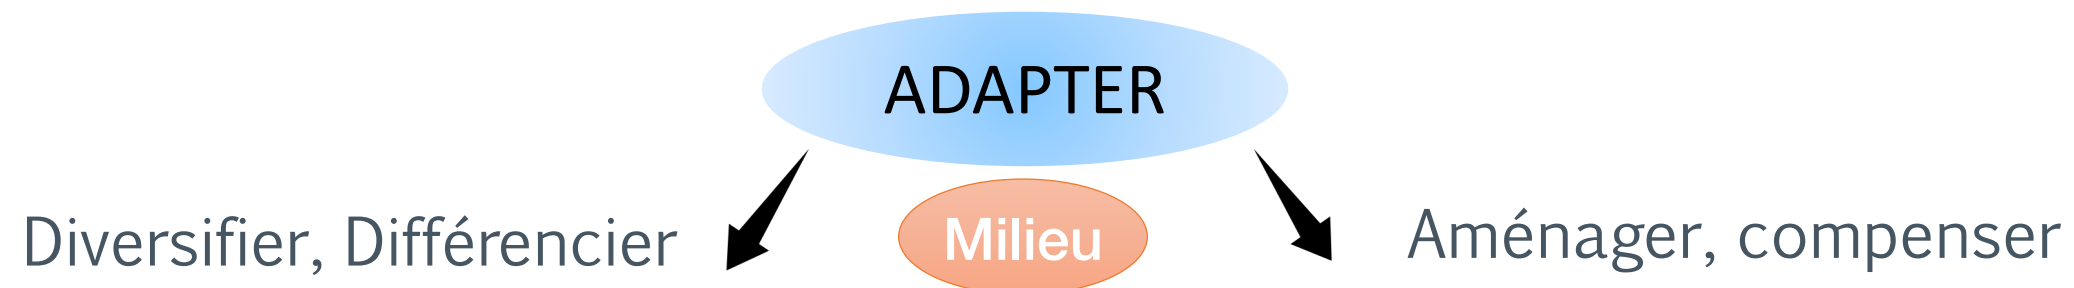 ADAPTER
Diversifier, Différencier
Milieu
Aménager, compenser